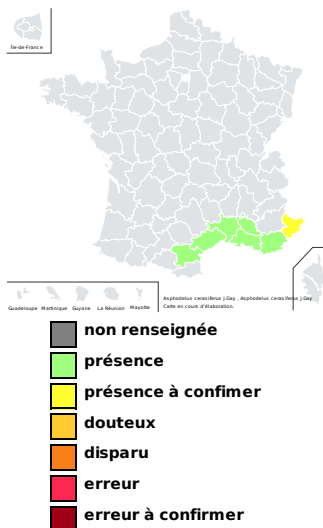 Île-de-France
Guadeloupe Martinique Guyane La Réunion Mayotte
Asphodelus cerasiferus J.Gay , Asphodelus cerasiferus J.Gay
Carte en cours d'élaboration.
non renseignée
présence
présence à confimer
douteux
disparu
erreur
erreur à confirmer